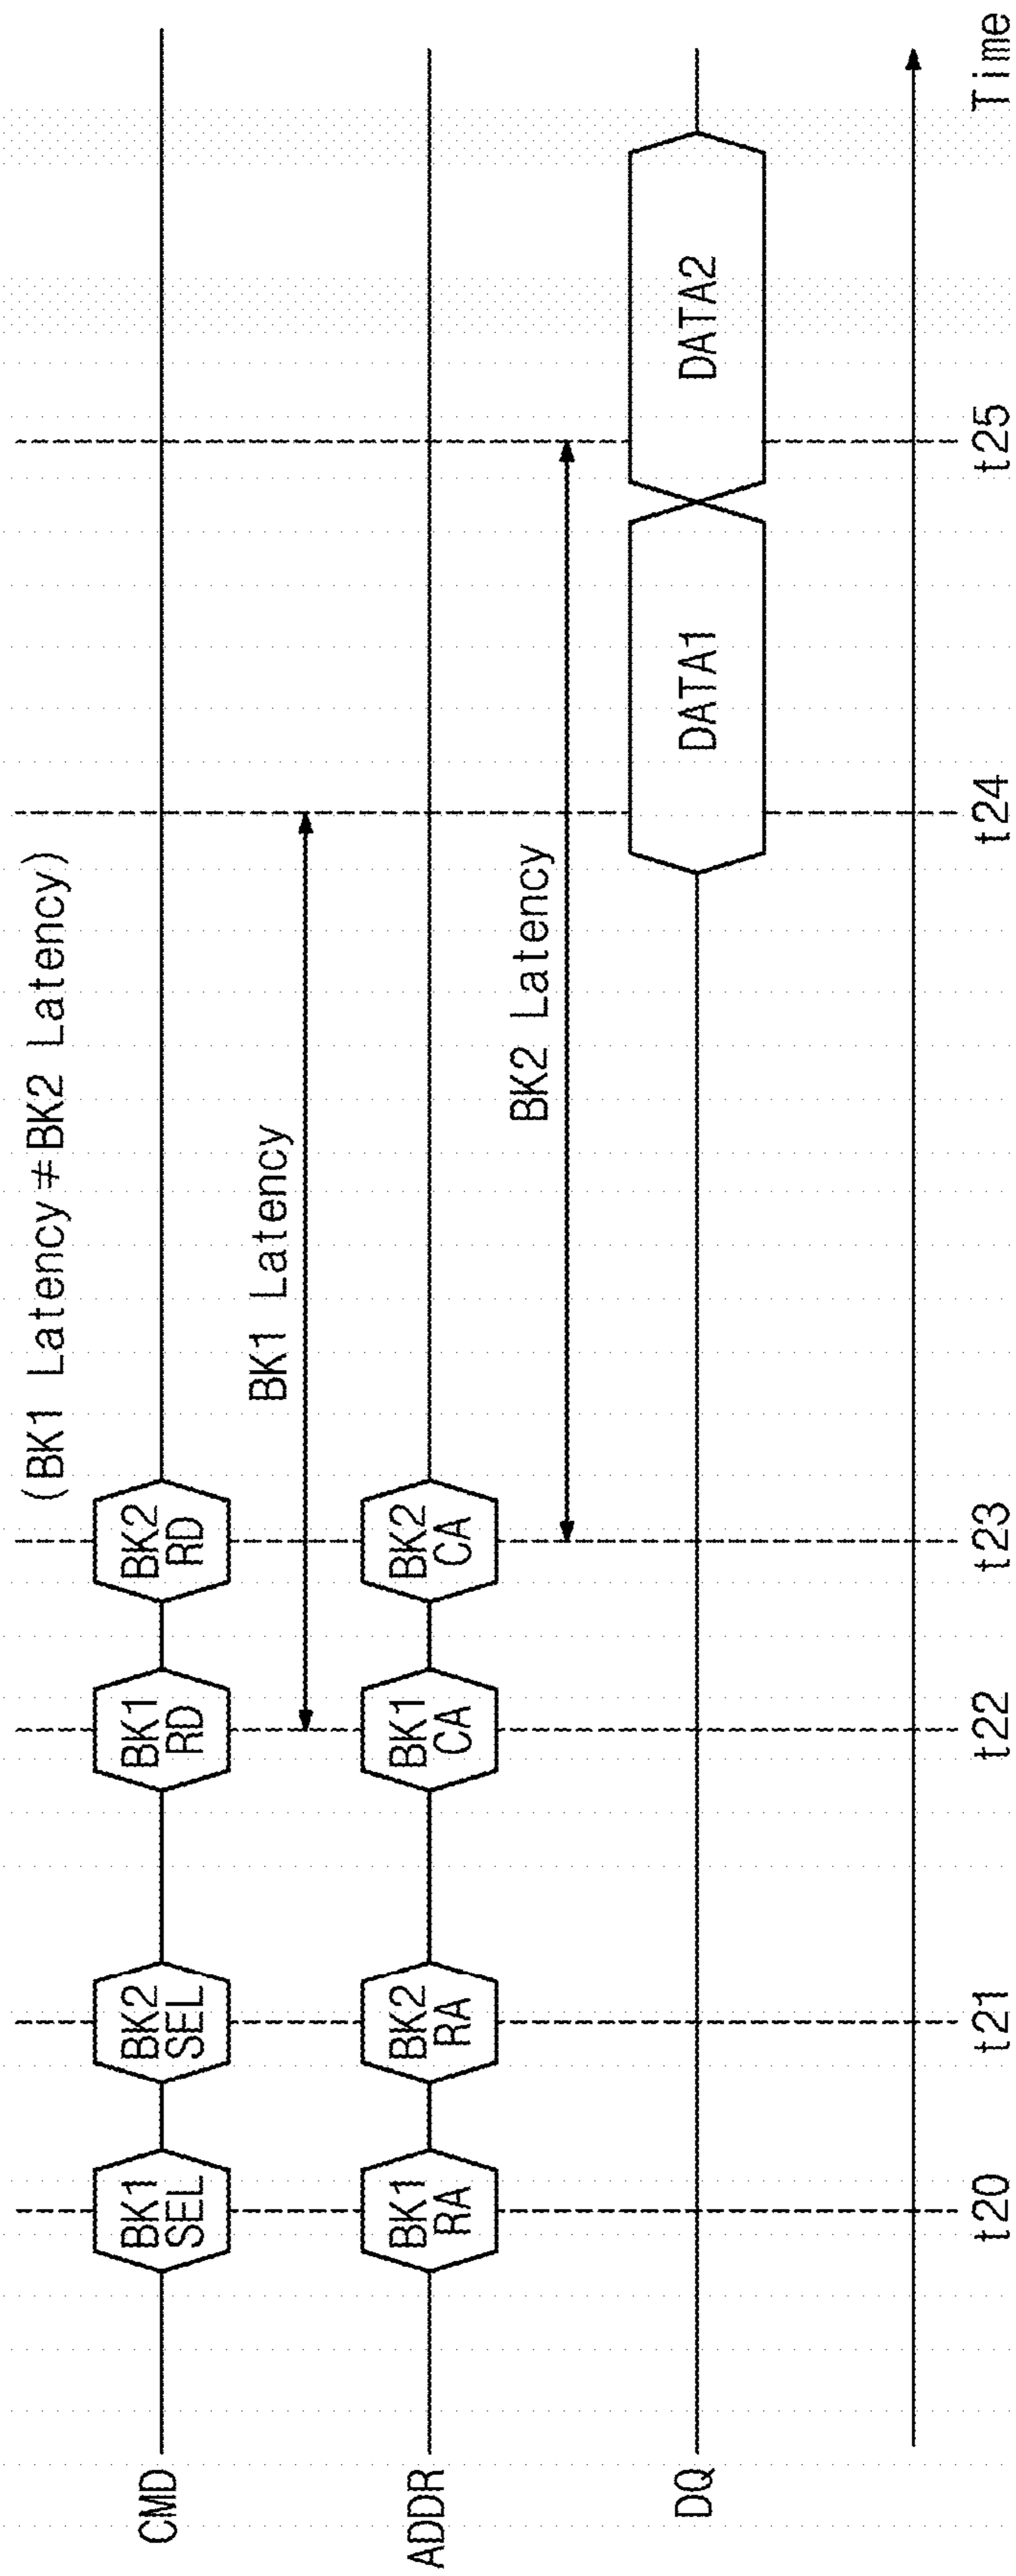 (BK1 Latency≠BK2 Latency)
CMD
BK1
SEL
BK2
SEL
BK1
RD
BK2
RD
BK1 Latency
ADDR
BK1
RA
BK2
RA
BK1
CA
BK2
CA
BK2 Latency
DQ
DATA1
DATA2
t20
t21
t22
t23
t24
t25
Time